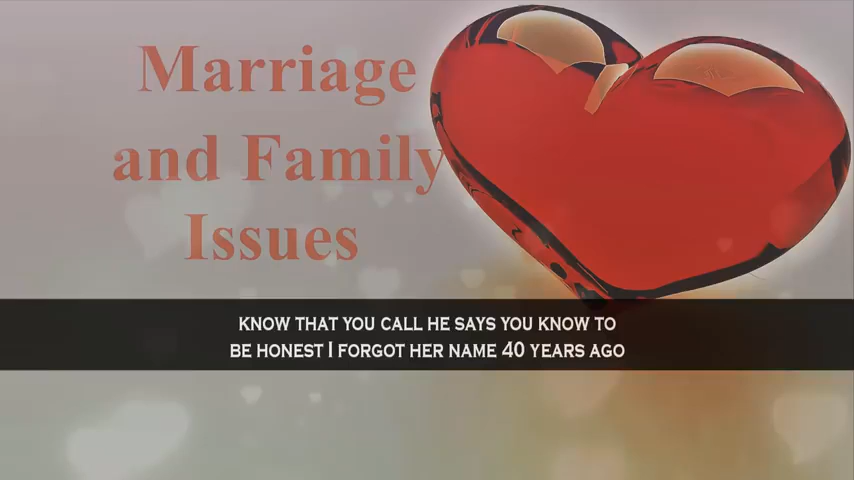 Marriage
and Family
Issues
KNOW THAT YOU CALL HE SAYS YOU KNOW TO
BE HONEST I FORGOT HER NAME 40 YEARS AGO